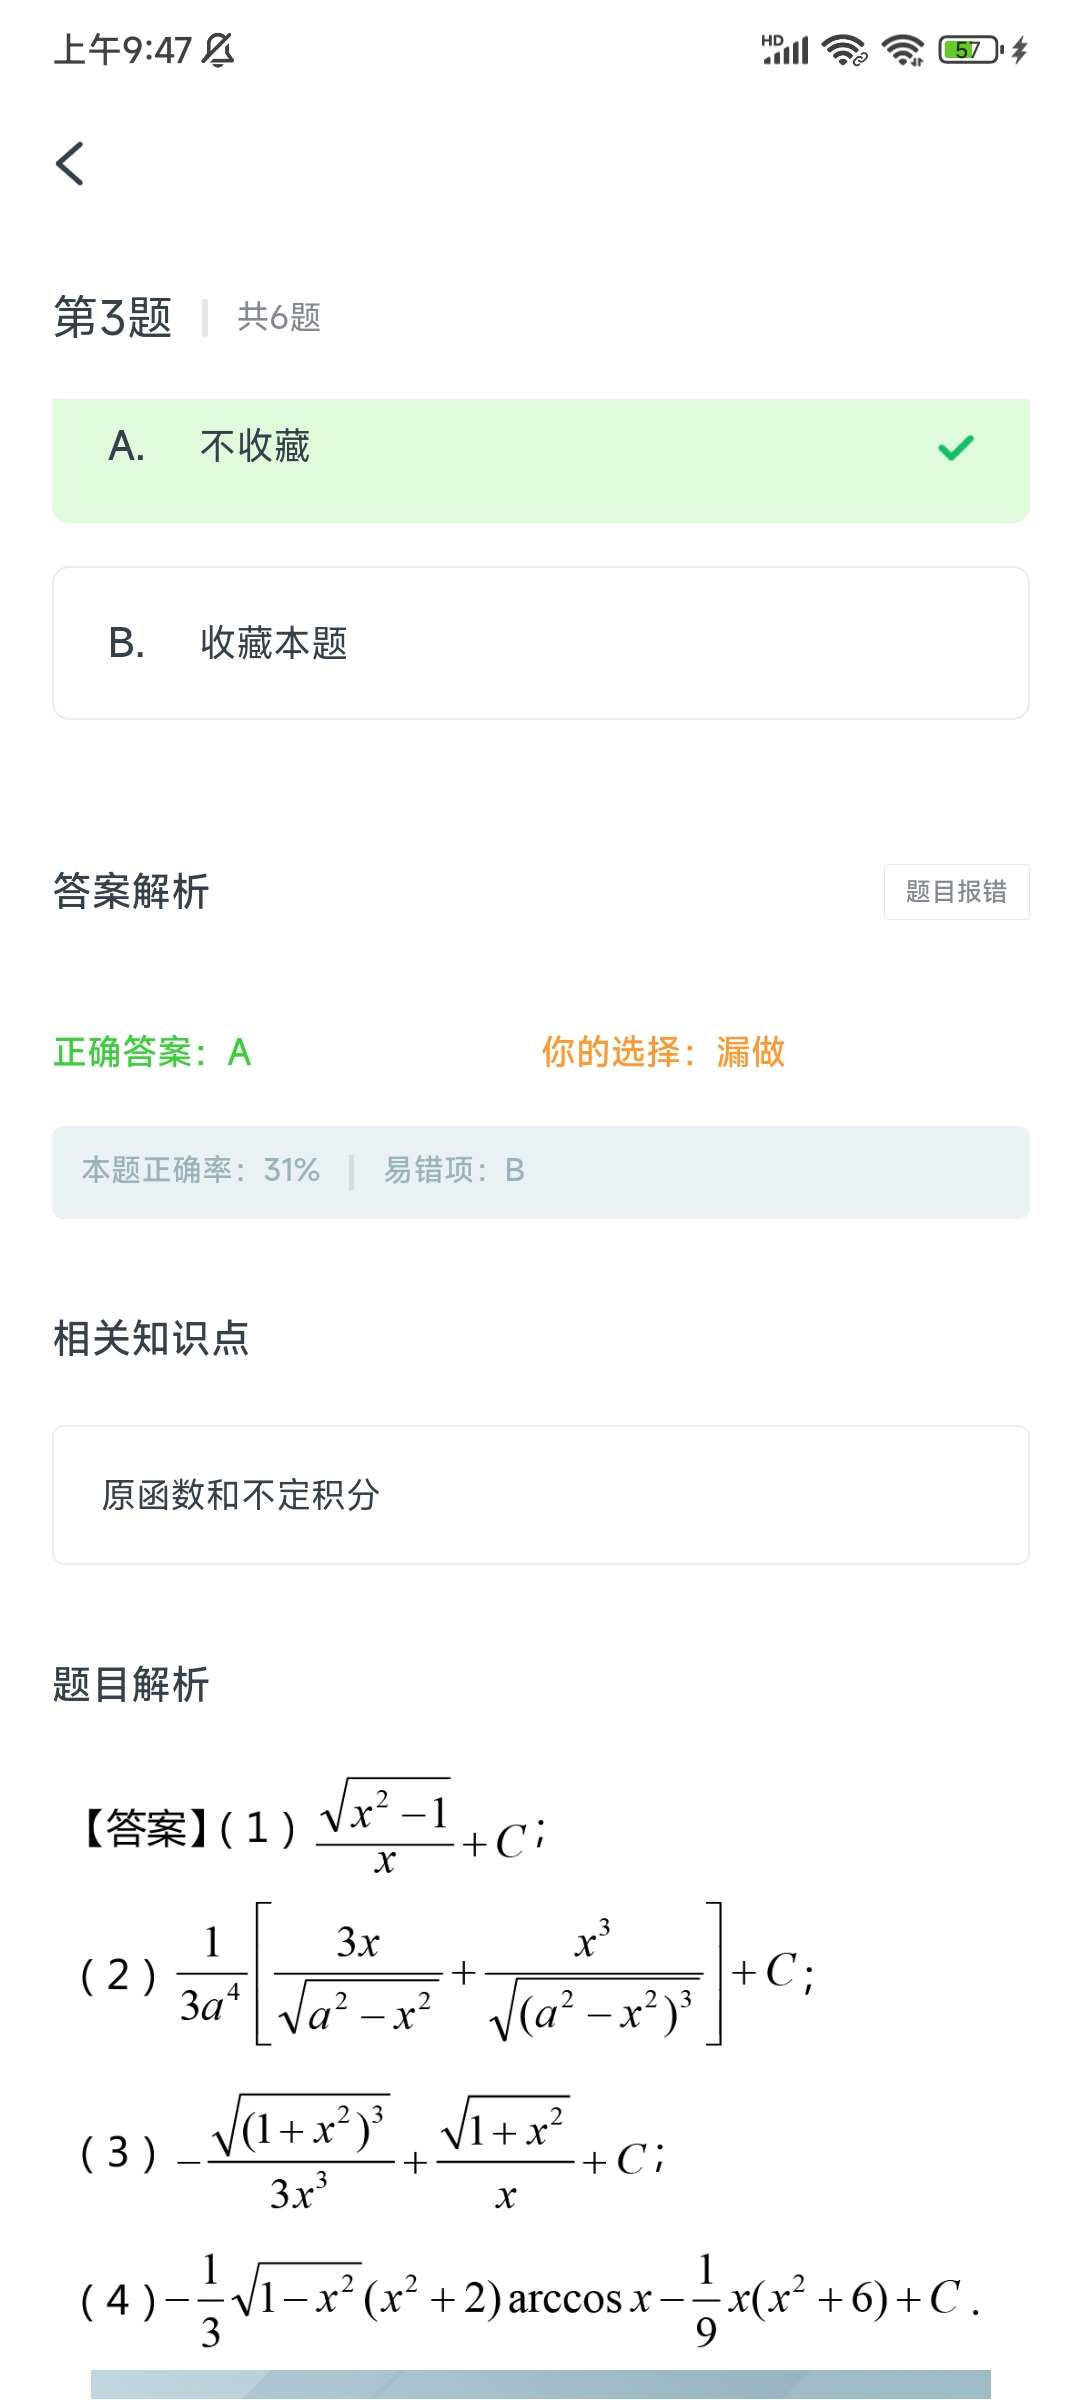 上午9:47 HD 57
第3题 | 共6题
A. 不收藏
B. 收藏本题
答案解析 题目报错
正确答案：A 你的选择：漏做
本题正确率：31% | 易错项：B
相关知识点
原函数和不定积分
题目解析
【答案】(1) \frac{\sqrt{x^2-1}}{x}+C;
(2) \frac{1}{3a^4}\left[\frac{3x}{\sqrt{a^2-x^2}}+\frac{x^3}{\sqrt{(a^2-x^2)^3}}\right]+C;
(3) -\frac{\sqrt{(1+x^2)^3}}{3x^3}+\frac{\sqrt{1+x^2}}{x}+C;
(4) -\frac{1}{3}\sqrt{1-x^2}(x^2+2)\arccos x-\frac{1}{9}x(x^2+6)+C.